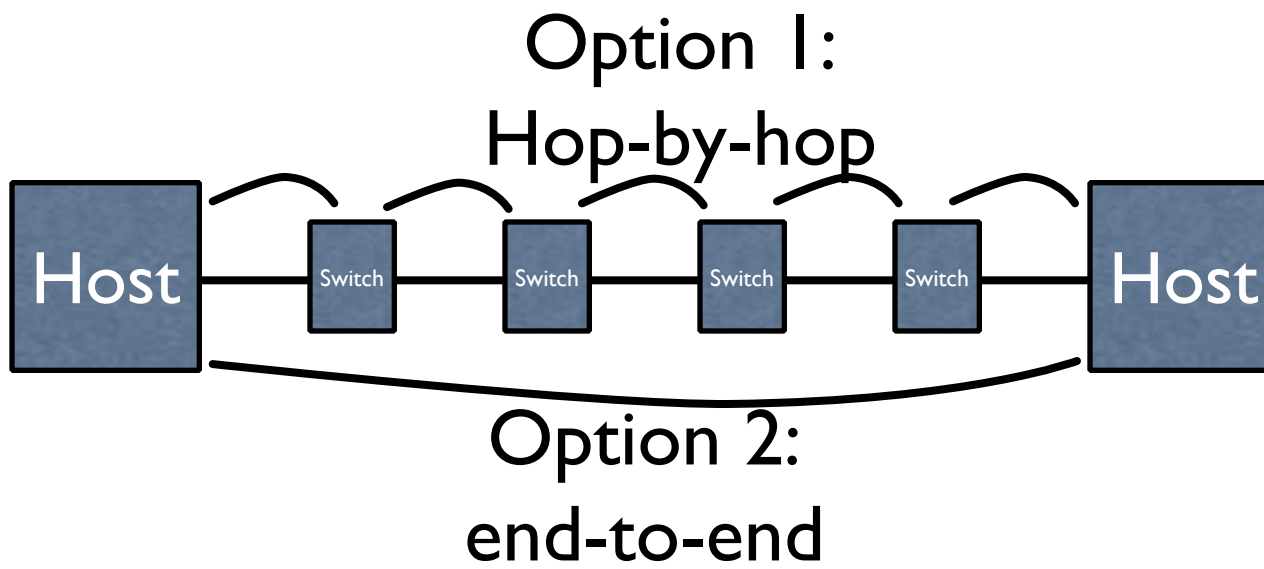 Option 1:
Hop-by-hop
Host
Switch
Switch
Switch
Switch
Host
Option 2:
end-to-end